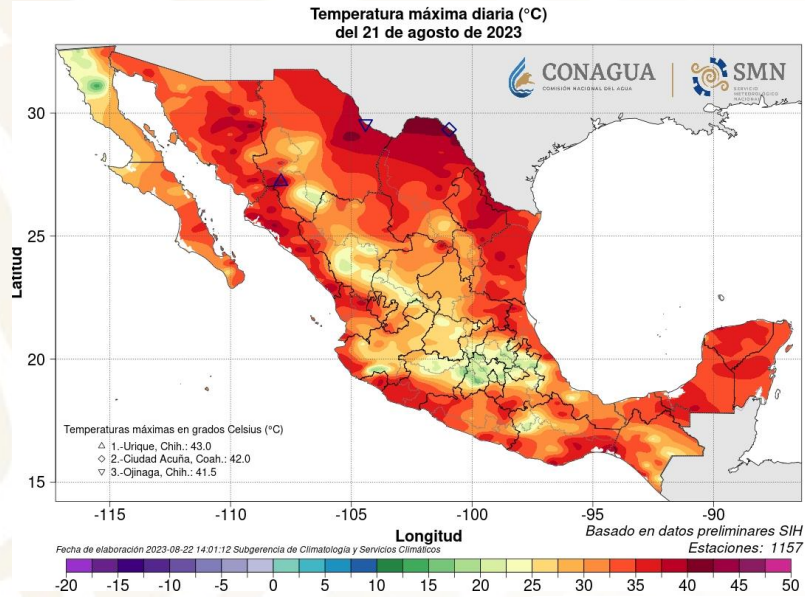 Temperatura máxima diaria (°C)
del 21 de agosto de 2023
CONAGUA
COMISIÓN NACIONAL DEL AGUA
SMN
SERVICIO
METEOROLÓGICO
NACIONAL
30
25
20
15
Latitud
Temperaturas máximas en grados Celsius (°C)
1.-Urique, Chih.: 43.0
2.-Ciudad Acuña, Coah.: 42.0
3.-Ojinaga, Chih.: 41.5
-115 -110 -105 -100 -95 -90
Longitud
Basado en datos preliminares SIH
Estaciones: 1157
Fecha de elaboración 2023-08-22 14:01:12 Subgerencia de Climatología y Servicios Climáticos
-20 -15 -10 -5 0 5 10 15 20 25 30 35 40 45 50